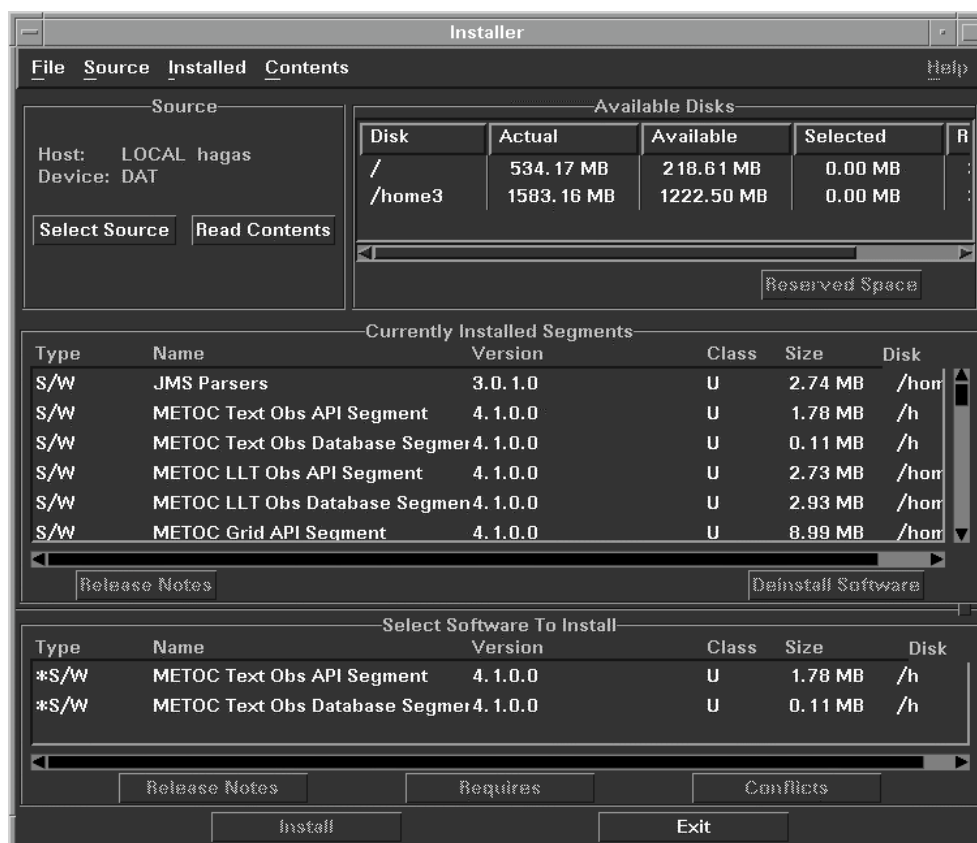 Installer
File Source Installed Contents Help
Source
Host: LOCAL hagas
Device: DAT
Select Source Read Contents
Available Disks
Disk Actual Available Selected R
/ 534.17 MB 218.61 MB 0.00 MB
/home3 1583.16 MB 1222.50 MB 0.00 MB
Reserved Space
Currently Installed Segments
Type Name Version Class Size Disk
S/W JMS Parsers 3.0.1.0 U 2.74 MB /hom
S/W METOC Text Obs API Segment 4.1.0.0 U 1.78 MB /h
S/W METOC Text Obs Database Segmer 4.1.0.0 U 0.11 MB /h
S/W METOC LLT Obs API Segment 4.1.0.0 U 2.73 MB /hom
S/W METOC LLT Obs Database Segmen 4.1.0.0 U 2.93 MB /hom
S/W METOC Grid API Segment 4.1.0.0 U 8.99 MB /hom
Release Notes Deinstall Software
Select Software To Install
Type Name Version Class Size Disk
*S/W METOC Text Obs API Segment 4.1.0.0 U 1.78 MB /h
*S/W METOC Text Obs Database Segmer 4.1.0.0 U 0.11 MB /h
Release Notes Requires Conflicts
Install Exit